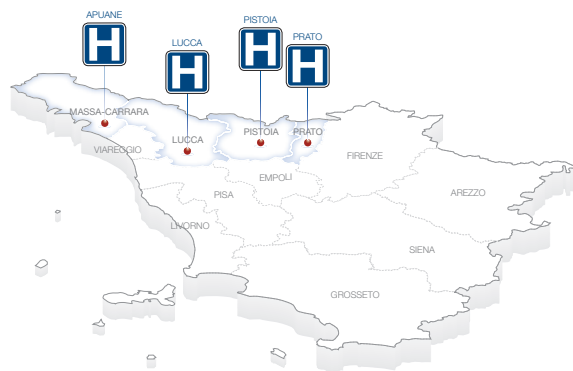 APUANE
H
LUCCA
H
PISTOIA
H
PRATO
H
MASSA-CARRARA
LUCCA
PISTOIA
PRATO
VIAREGGIO
FIRENZE
EMPOLI
PISA
AREZZO
LIVORNO
SIENA
GROSSETO